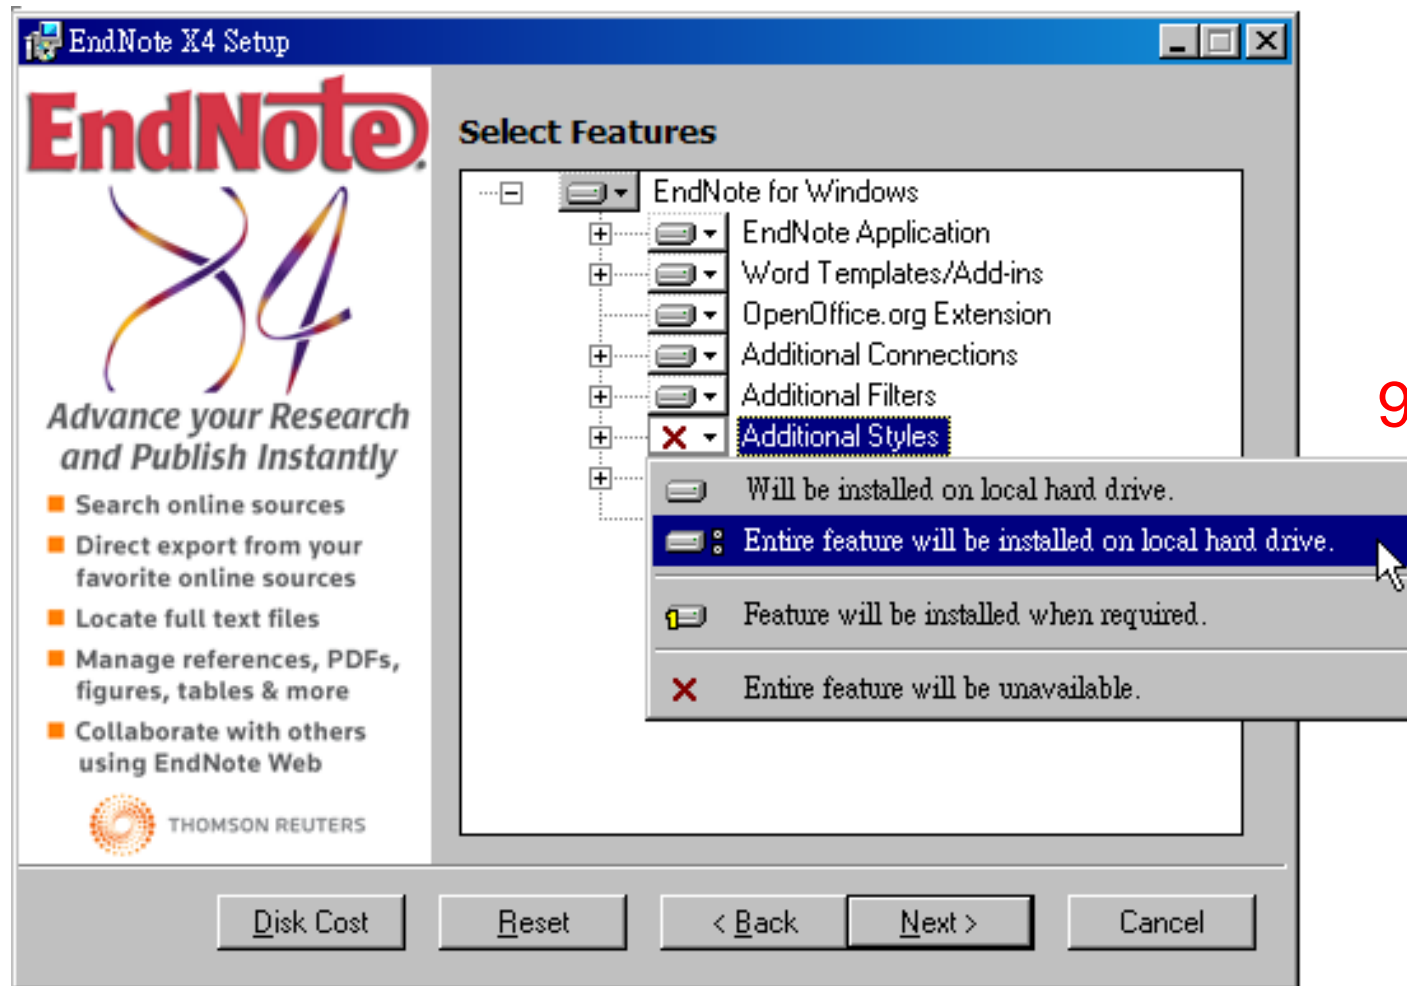 EndNote X4 Setup
EndNote
X4
Advance your Research
and Publish Instantly
Search online sources
Direct export from your
favorite online sources
Locate full text files
Manage references, PDFs,
figures, tables & more
Collaborate with others
using EndNote Web
THOMSON REUTERS
Select Features
EndNote for Windows
EndNote Application
Word Templates/Add-ins
OpenOffice.org Extension
Additional Connections
Additional Filters
Additional Styles
9
Will be installed on local hard drive.
Entire feature will be installed on local hard drive.
Feature will be installed when required.
Entire feature will be unavailable.
Disk Cost
Reset
< Back
Next >
Cancel